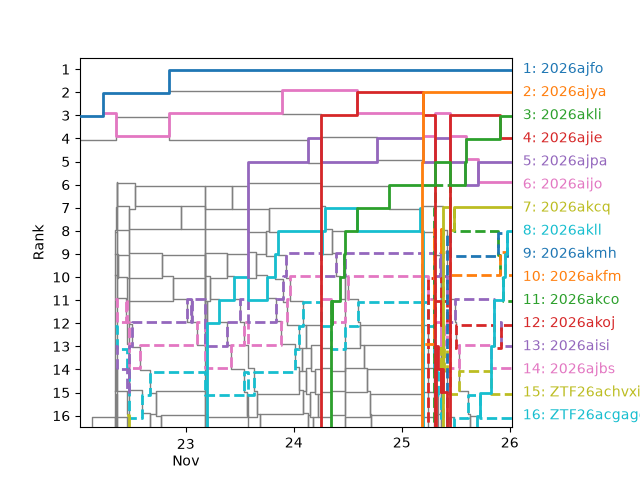 1
2
3
4
5
6
7
8
9
10
11
12
13
14
15
16
Rank
23
24
25
26
Nov
1: 2026ajfo
2: 2026ajya
3: 2026akli
4: 2026ajie
5: 2026ajpa
6: 2026aijo
7: 2026akcq
8: 2026akll
9: 2026akmh
10: 2026akfm
11: 2026akco
12: 2026akoj
13: 2026aisi
14: 2026ajbs
15: ZTF26achvxi
16: ZTF26acgag